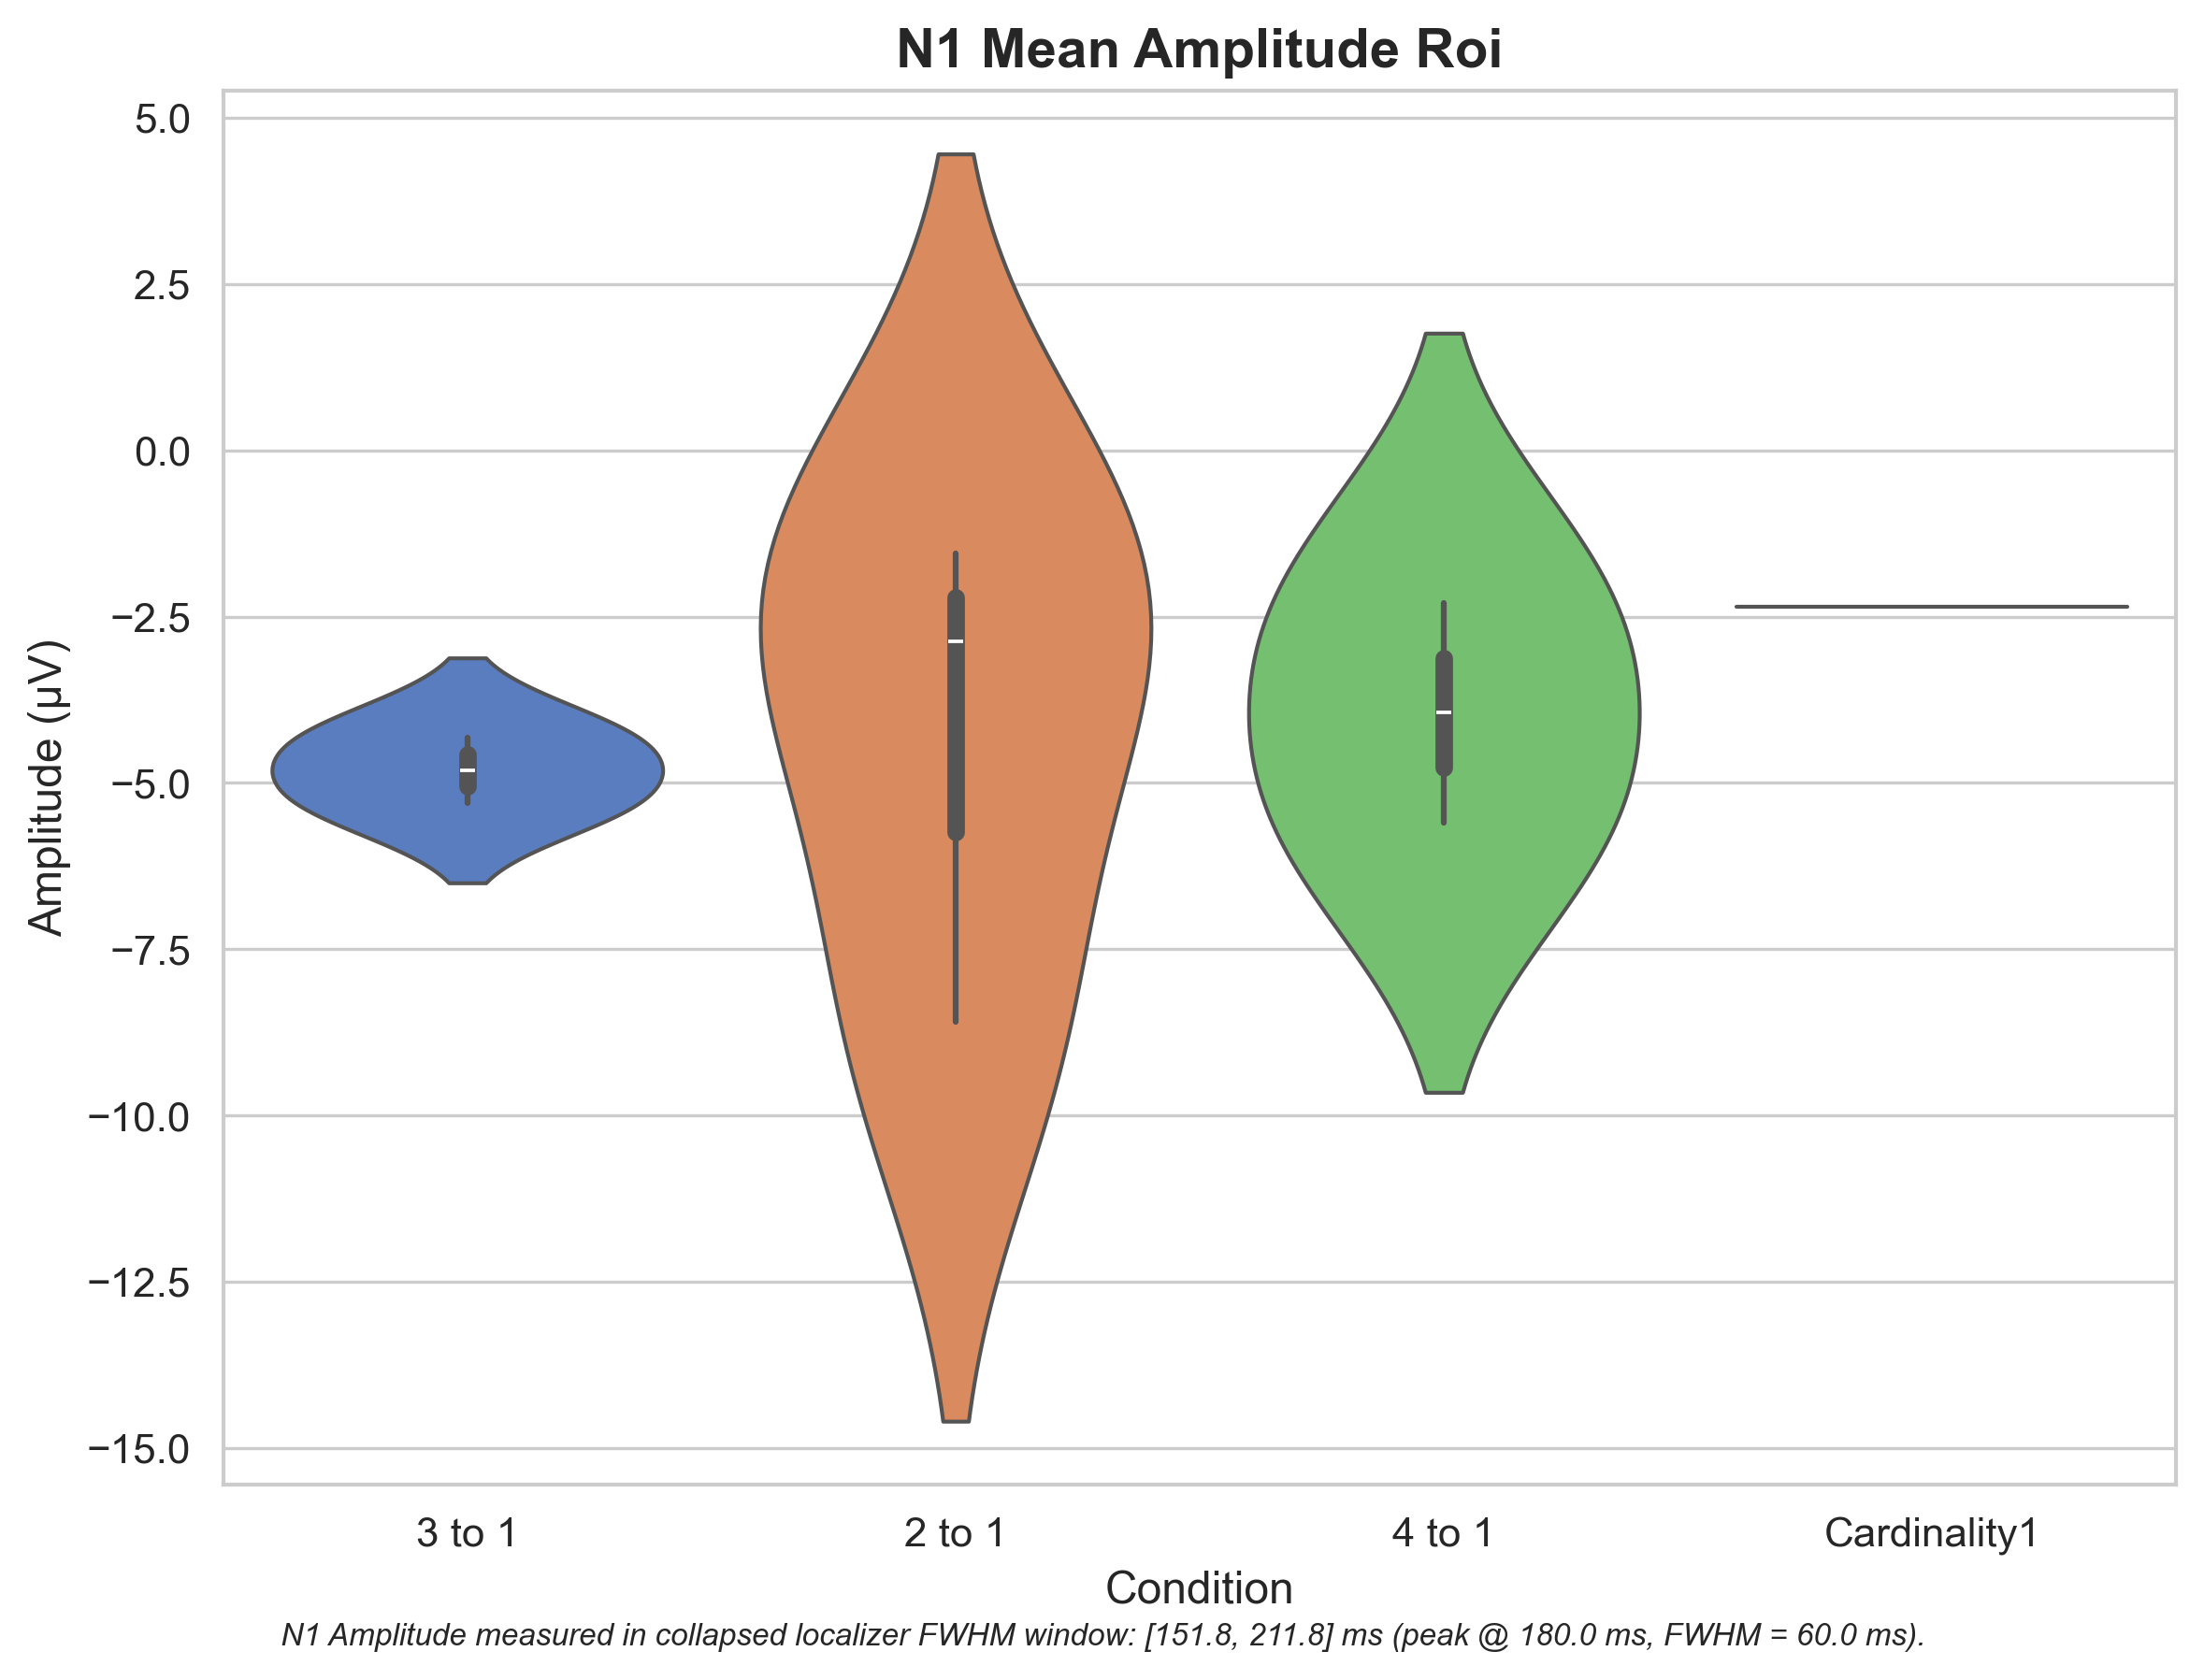 N1 Mean Amplitude Roi
5.0
2.5
0.0
−2.5
−5.0
−7.5
−10.0
−12.5
−15.0
Amplitude (µV)
3 to 1
2 to 1
4 to 1
Cardinality1
Condition
N1 Amplitude measured in collapsed localizer FWHM window: [151.8, 211.8] ms (peak @ 180.0 ms, FWHM = 60.0 ms).